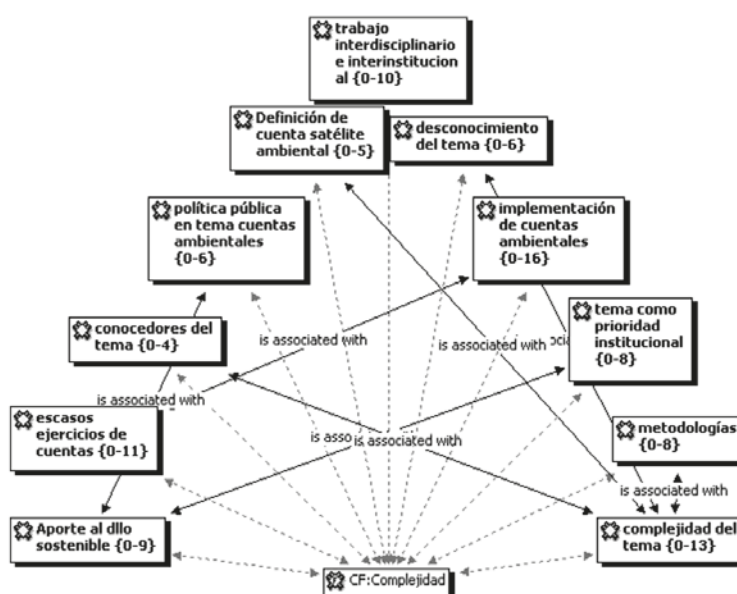 trabajo
interdisciplinario
e interinstitucion
al {0-10}
Definición de
cuenta satélite
ambiental {0-5}
desconocimiento
del tema {0-6}
política pública
en tema cuentas
ambientales
{0-6}
implementación
de cuentas
ambientales
{0-16}
tema como
prioridad
institucional
{0-8}
conocedores del
tema {0-4}
is associated with
is associated with
is associated with
escasos
ejercicios de
cuentas {0-11}
metodologías
{0-8}
is associated with
is associated with
Aporte al dllo
sostenible {0-9}
complejidad del
tema {0-13}
CF:Complejidad